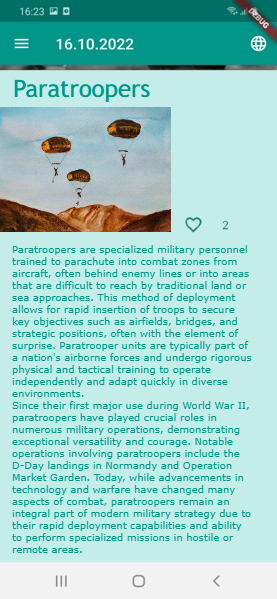 16:23
DEBUG
16.10.2022
Paratroopers
2
Paratroopers are specialized military personnel
trained to parachute into combat zones from
aircraft, often behind enemy lines or into areas
that are difficult to reach by traditional land or
sea approaches. This method of deployment
allows for rapid insertion of troops to secure
key objectives such as airfields, bridges, and
strategic positions, often with the element of
surprise. Paratrooper units are typically part of
a nation's airborne forces and undergo rigorous
physical and tactical training to operate
independently and adapt quickly in diverse
environments.
Since their first major use during World War II,
paratroopers have played crucial roles in
numerous military operations, demonstrating
exceptional versatility and courage. Notable
operations involving paratroopers include the
D-Day landings in Normandy and Operation
Market Garden. Today, while advancements in
technology and warfare have changed many
aspects of combat, paratroopers remain an
integral part of modern military strategy due to
their rapid deployment capabilities and ability
to perform specialized missions in hostile or
remote areas.